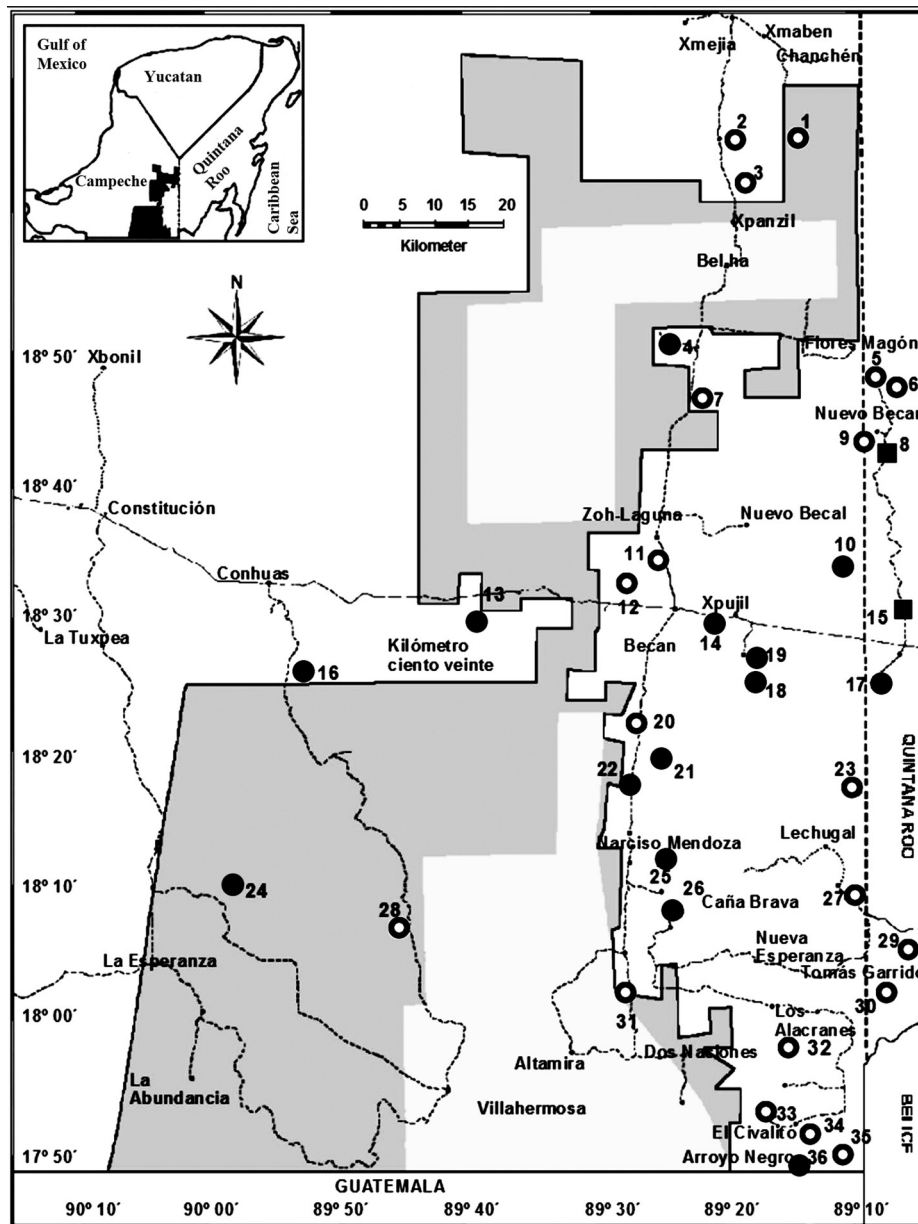 Gulf of
Mexico
Yucatan
Campeche
Quintana
Roo
Caribbean
Sea
Xmejia
Xmaben
Chanchén
2
1
3
0
5
10
20
Kilometer
Xpanzil
Belha
N
18º 50´
Xbonil
4
Flores Magón
5
6
7
Nuevo Becar
9
8
18º 40´
Constitución
Zoh-Laguna
Nuevo Becal
11
10
12
Conhuas
13
18º 30´
La Tuxpea
Kilómetro
ciento veinte
Xpujil
14
15
Becan
19
16
18
17
20
18º 20´
22
21
23
QUINTANA ROO
Narciso Mendoza
Lechugal
25
18º 10´
24
26
Caña Brava
27
28
Nueva
Esperanza
29
La Esperanza
Tomás Garrido
30
18º 00´
31
Los
Alacranes
32
Altamira
Dos Naciones
La
Abundancia
Villahermosa
33
El Civalitó
34
35
17º 50´
Arroyo Negro
36
GUATEMALA
90º 10´
90º 00´
89º 50´
89º 40´
89º 30´
89º 20´
89º 10´